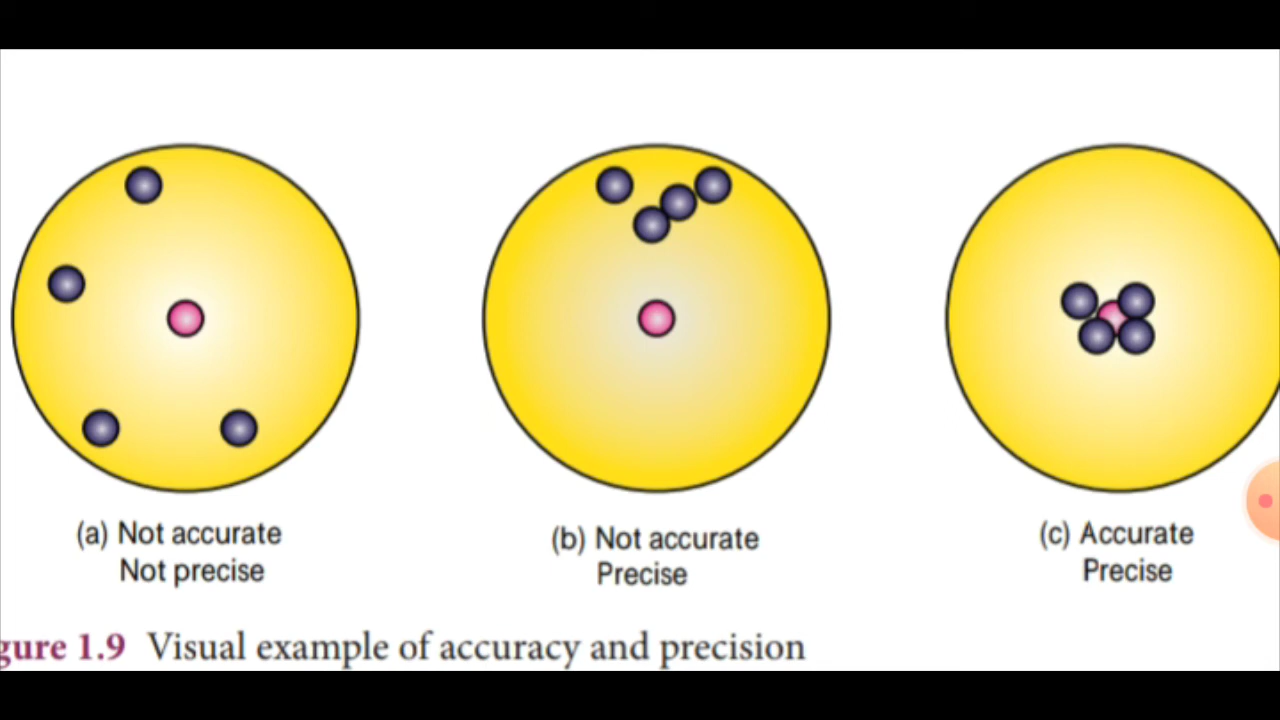 (a) Not accurate
Not precise
(b) Not accurate
Precise
(c) Accurate
Precise
gure 1.9 Visual example of accuracy and precision